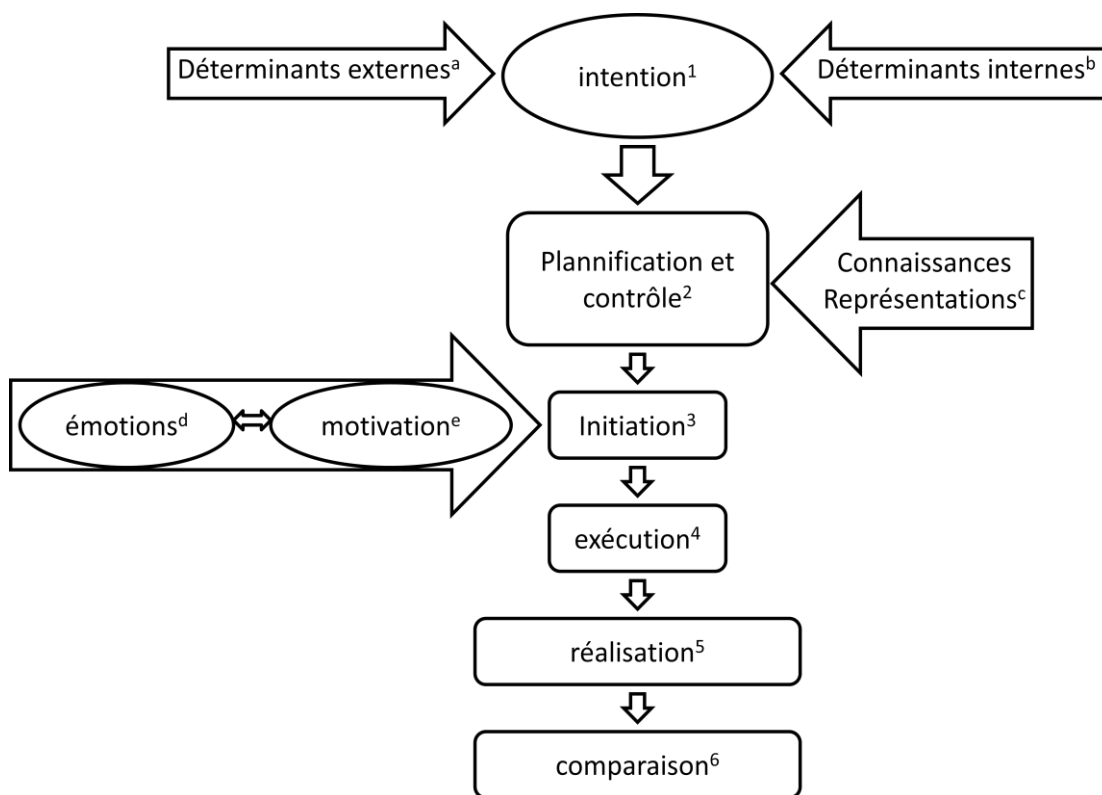 Déterminants externesᵃ
intention¹
Déterminants internesᵇ
Plannification et
contrôle²
Connaissances
Représentationsᶜ
émotionsᵈ
motivationᵉ
Initiation³
exécution⁴
réalisation⁵
comparaison⁶